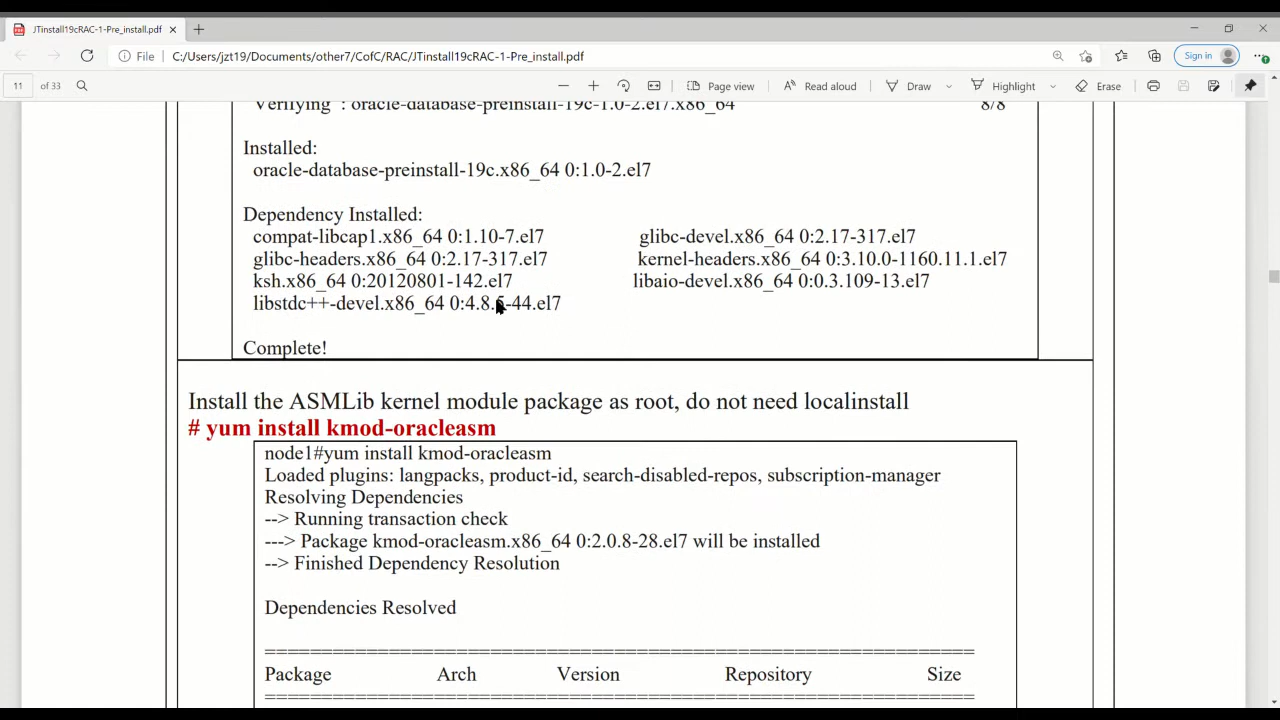 JTinstall19cRAC-1-Pre_install.pdf
File C:/Users/jzt19/Documents/other7/CofC/RAC/JTinstall19cRAC-1-Pre_install.pdf Sign in
11 of 33 Page view Read aloud Draw Highlight Erase
Verifying : oracle-database-preinstall-19c-1.0-2.el7.x86_64 8/8
Installed:
oracle-database-preinstall-19c.x86_64 0:1.0-2.el7
Dependency Installed:
compat-libcap1.x86_64 0:1.10-7.el7 glibc-devel.x86_64 0:2.17-317.el7
glibc-headers.x86_64 0:2.17-317.el7 kernel-headers.x86_64 0:3.10.0-1160.11.1.el7
ksh.x86_64 0:20120801-142.el7 libaio-devel.x86_64 0:0.3.109-13.el7
libstdc++-devel.x86_64 0:4.8.5-44.el7
Complete!
Install the ASMLib kernel module package as root, do not need localinstall
# yum install kmod-oracleasm
node1#yum install kmod-oracleasm
Loaded plugins: langpacks, product-id, search-disabled-repos, subscription-manager
Resolving Dependencies
--> Running transaction check
---> Package kmod-oracleasm.x86_64 0:2.0.8-28.el7 will be installed
--> Finished Dependency Resolution
Dependencies Resolved
================================================================
Package Arch Version Repository Size
================================================================